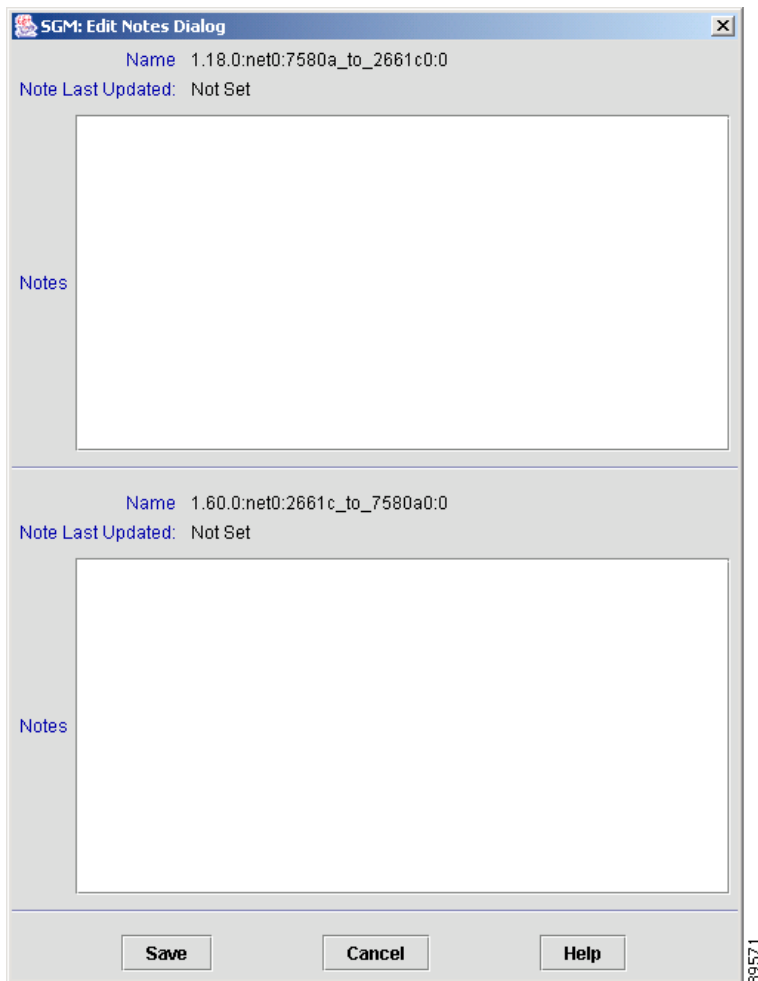 SGM: Edit Notes Dialog
Name 1.18.0:net0:7580a_to_2661c0:0
Note Last Updated: Not Set
Notes
Name 1.60.0:net0:2661c_to_7580a0:0
Note Last Updated: Not Set
Notes
Save Cancel Help
89571